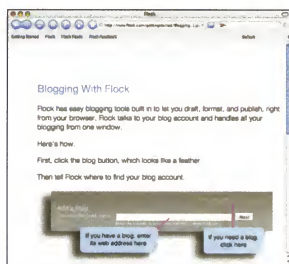 Flock
Getting Started Flock Flock Feeds Flock Feedback
Blogging With Flock
Flock has easy blogging tools built in to let you draft, format, and publish, right
from your browser. Flock talks to your blog account and handles all your
blogging from one window.
Here's how.
First, click the blog button, which looks like a feather
Then tell Flock where to find your blog account.
Next
If you have a blog, enter
its web address here
If you need a blog,
click here